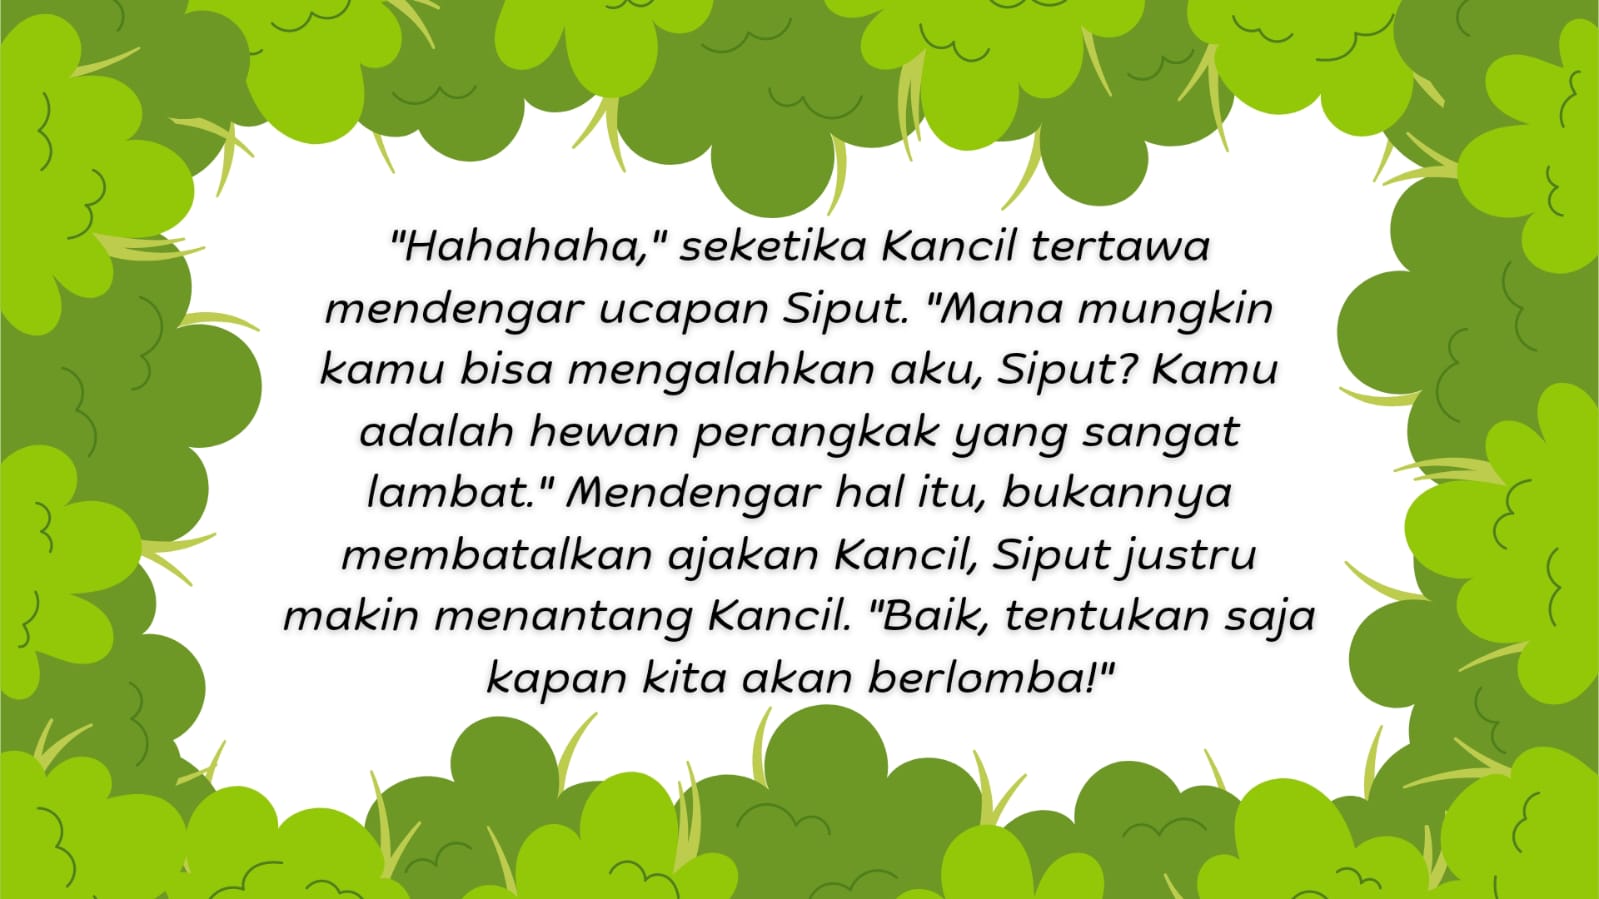 "Hahahaha," seketika Kancil tertawa
mendengar ucapan Siput. "Mana mungkin
kamu bisa mengalahkan aku, Siput? Kamu
adalah hewan perangkak yang sangat
lambat." Mendengar hal itu, bukannya
membatalkan ajakan Kancil, Siput justru
makin menantang Kancil. "Baik, tentukan saja
kapan kita akan berlomba!"